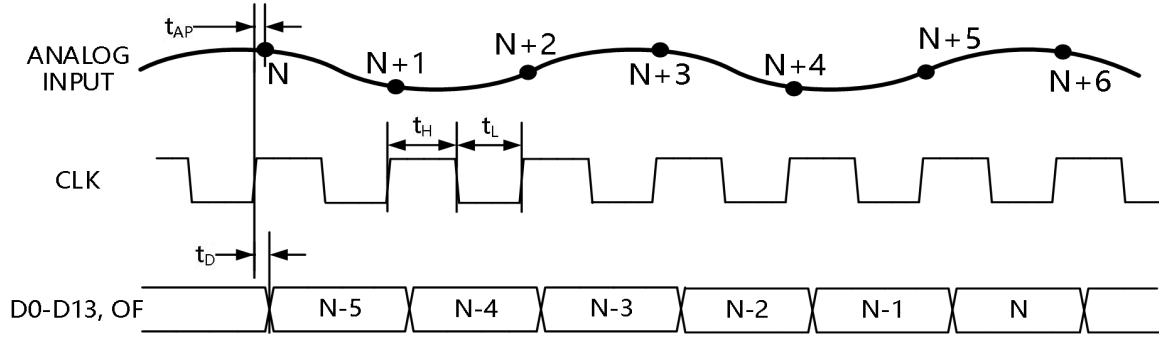 tAP
ANALOG
INPUT
N
N+1
N+2
N+3
N+4
N+5
N+6
tH
tL
CLK
tD
D0-D13, OF
N-5
N-4
N-3
N-2
N-1
N